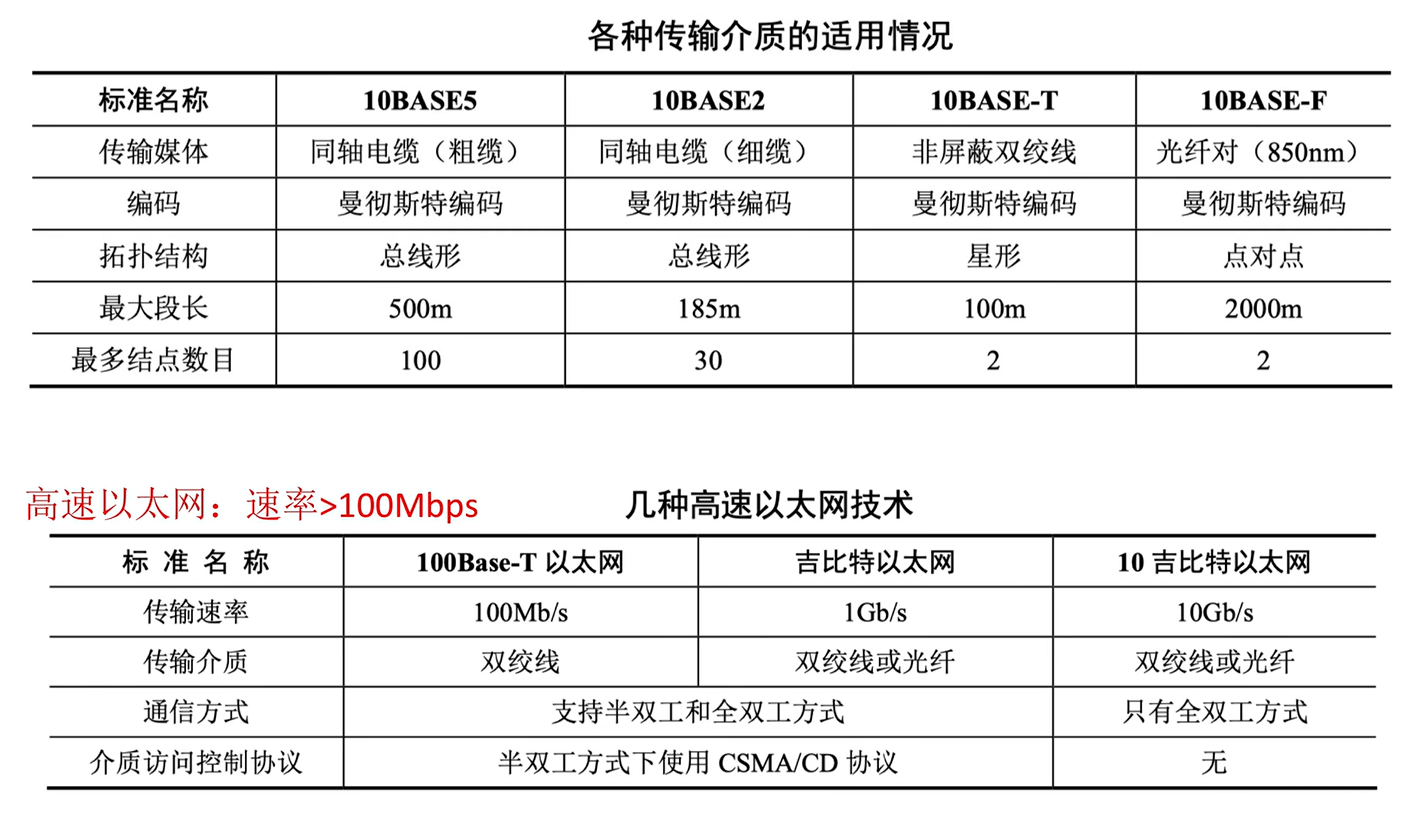 各种传输介质的适用情况
标准名称 10BASE5 10BASE2 10BASE-T 10BASE-F
传输媒体 同轴电缆（粗缆） 同轴电缆（细缆） 非屏蔽双绞线 光纤对（850nm）
编码 曼彻斯特编码 曼彻斯特编码 曼彻斯特编码 曼彻斯特编码
拓扑结构 总线形 总线形 星形 点对点
最大段长 500m 185m 100m 2000m
最多结点数目 100 30 2 2
高速以太网：速率>100Mbps 几种高速以太网技术
标 准 名 称 100Base-T 以太网 吉比特以太网 10 吉比特以太网
传输速率 100Mb/s 1Gb/s 10Gb/s
传输介质 双绞线 双绞线或光纤 双绞线或光纤
通信方式 支持半双工和全双工方式 只有全双工方式
介质访问控制协议 半双工方式下使用 CSMA/CD 协议 无